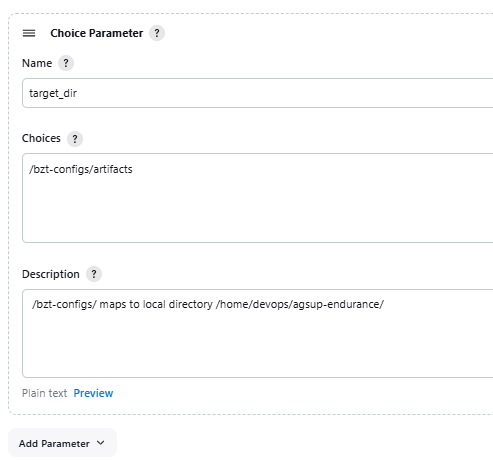 Choice Parameter ?
Name ?
target_dir
Choices ?
/bzt-configs/artifacts
Description ?
/bzt-configs/ maps to local directory /home/devops/agsup-endurance/
Plain text Preview
Add Parameter